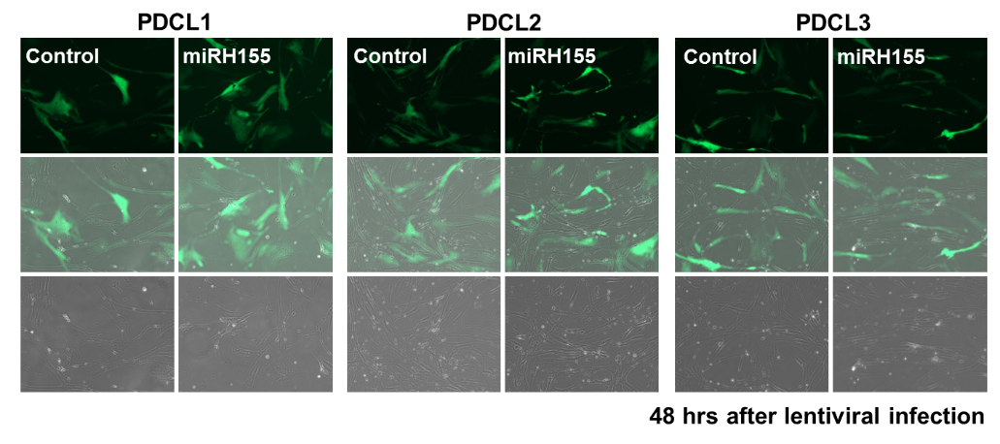 PDCL1 PDCL2 PDCL3
Control miRH155 Control miRH155 Control miRH155
48 hrs after lentiviral infection